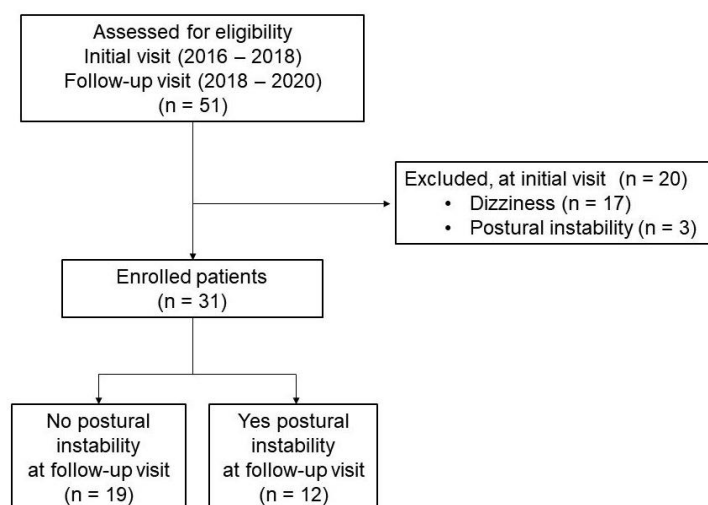 Assessed for eligibility
Initial visit (2016 – 2018)
Follow-up visit (2018 – 2020)
(n = 51)
Excluded, at initial visit (n = 20)
• Dizziness (n = 17)
• Postural instability (n = 3)
Enrolled patients
(n = 31)
No postural
instability
at follow-up visit
(n = 19)
Yes postural
instability
at follow-up visit
(n = 12)